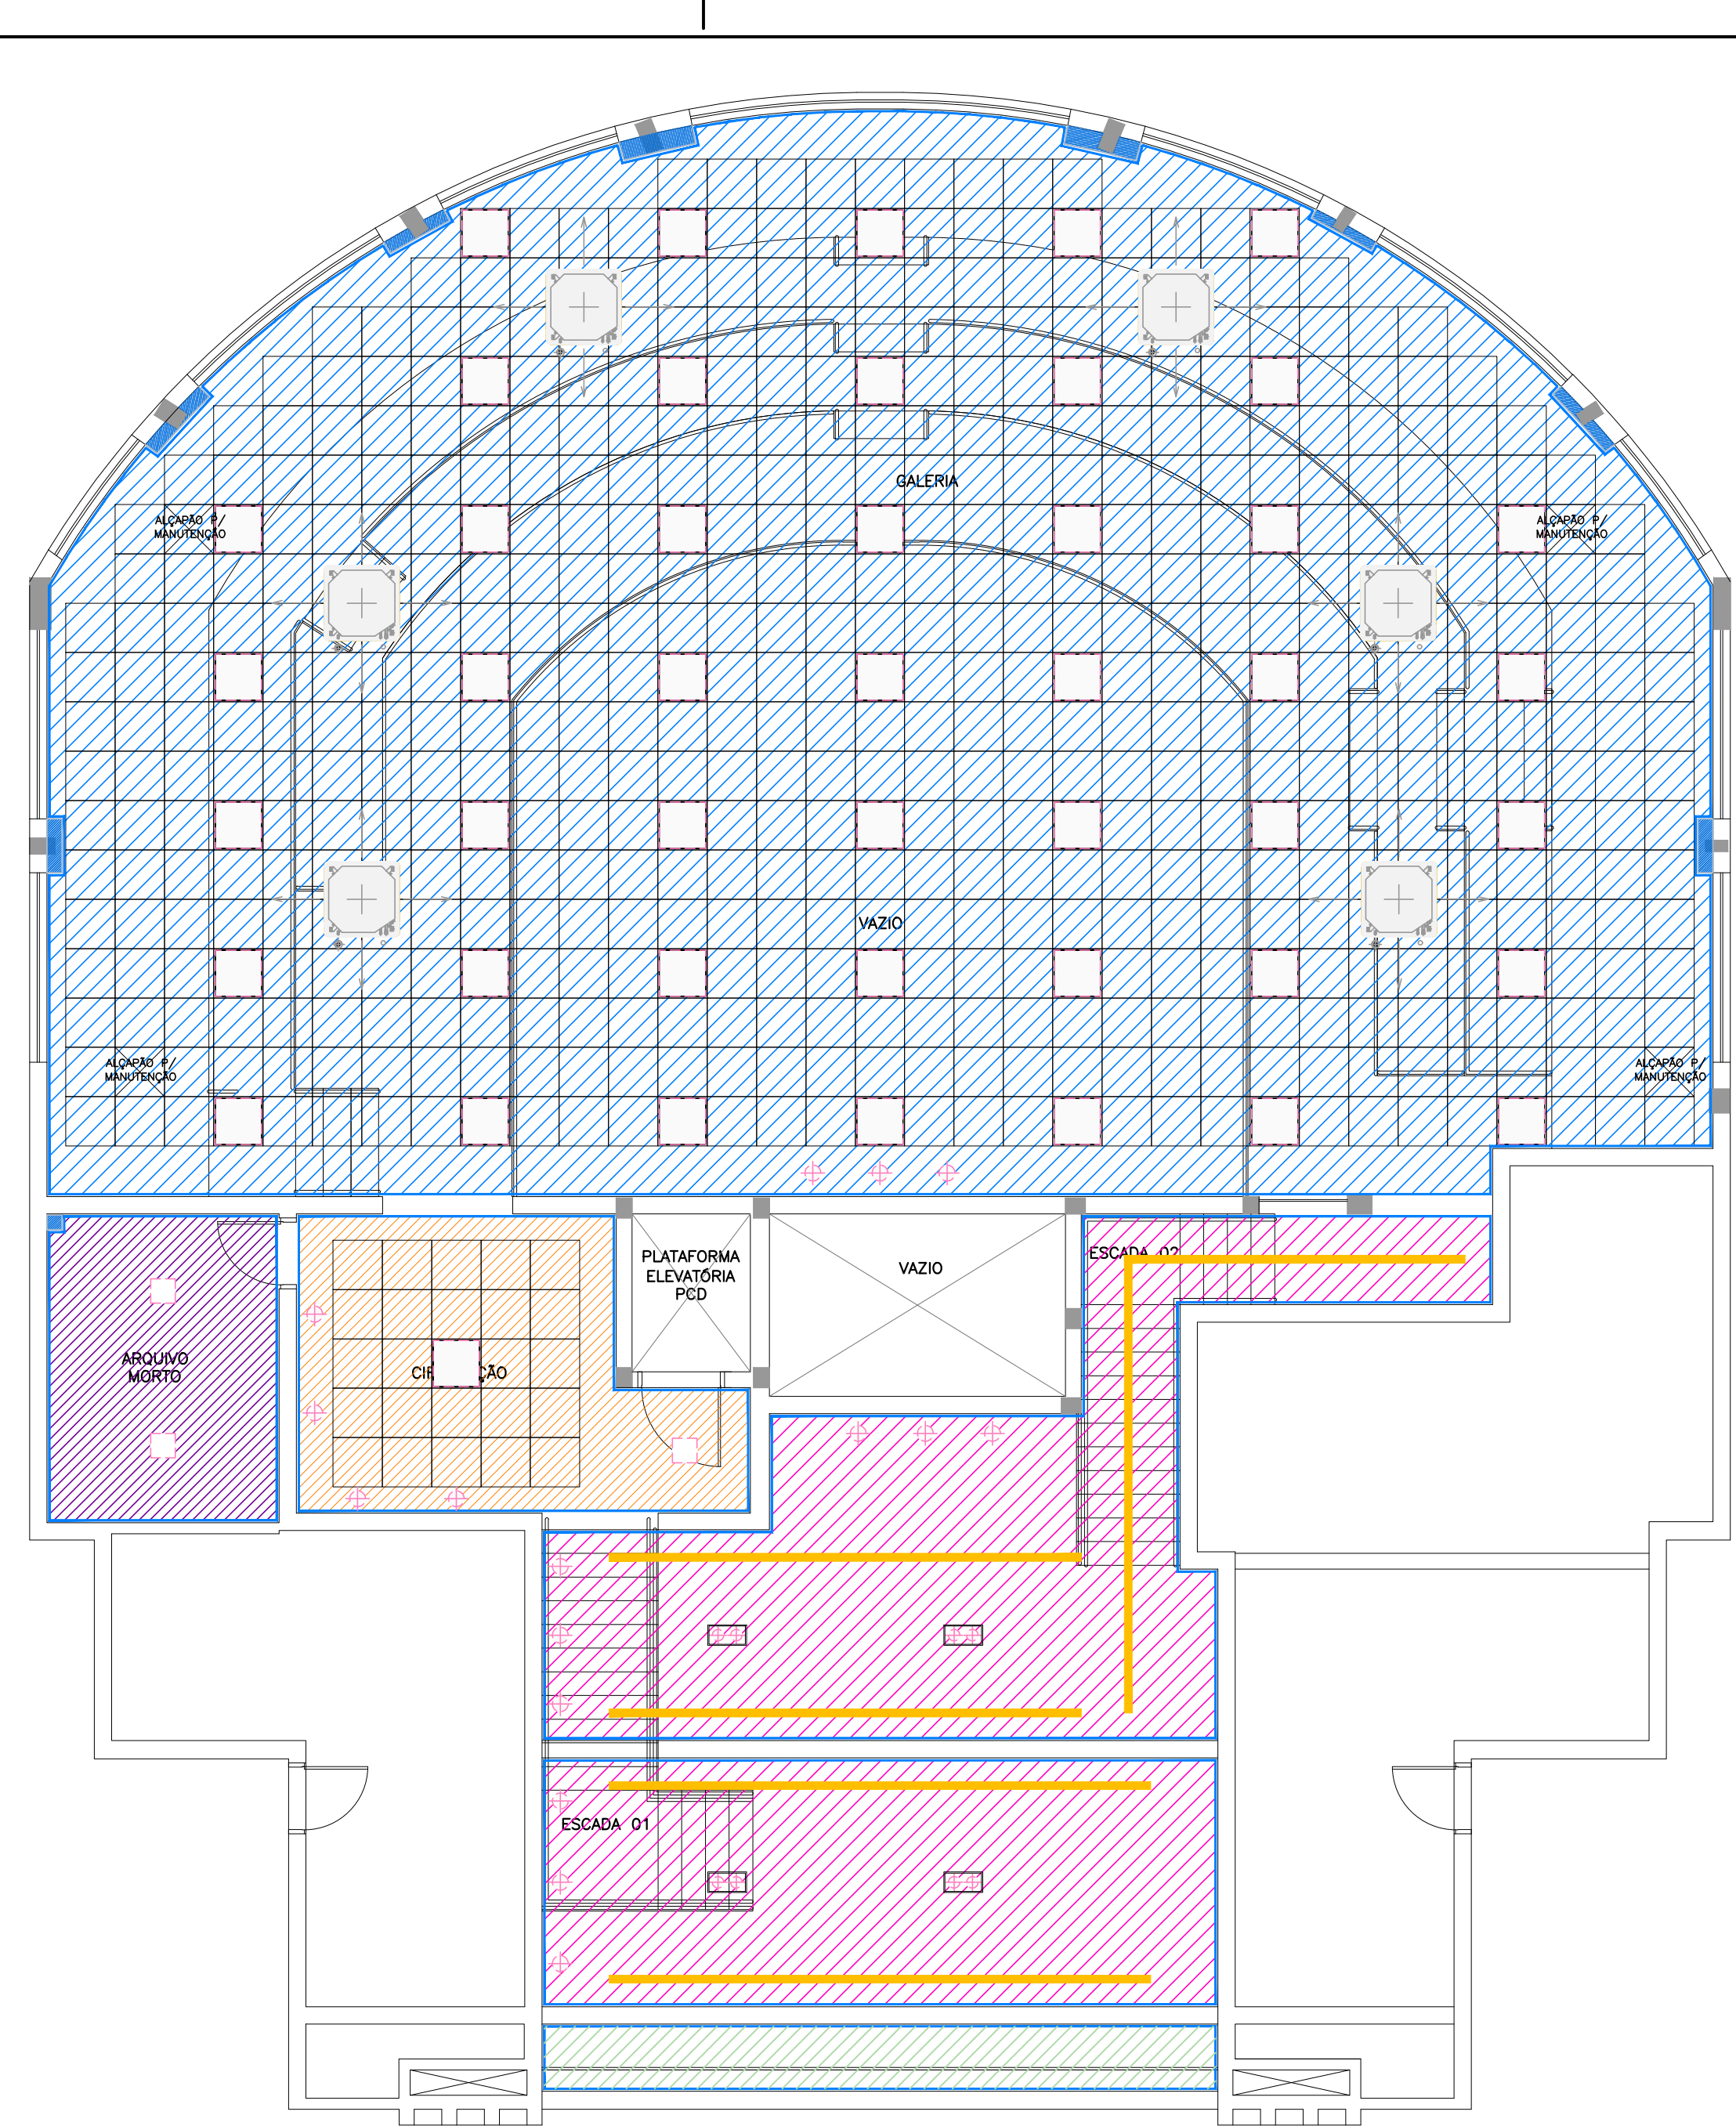 GALERIA
ALÇAPÃO P/
MANUTENÇÃO
ALÇAPÃO P/
MANUTENÇÃO
VAZIO
ALÇAPÃO P/
MANUTENÇÃO
ALÇAPÃO P/
MANUTENÇÃO
PLATAFORMA
ELEVATÓRIA
PCD
VAZIO
ESCADA 02
ARQUIVO
MORTO
ESCADA 01